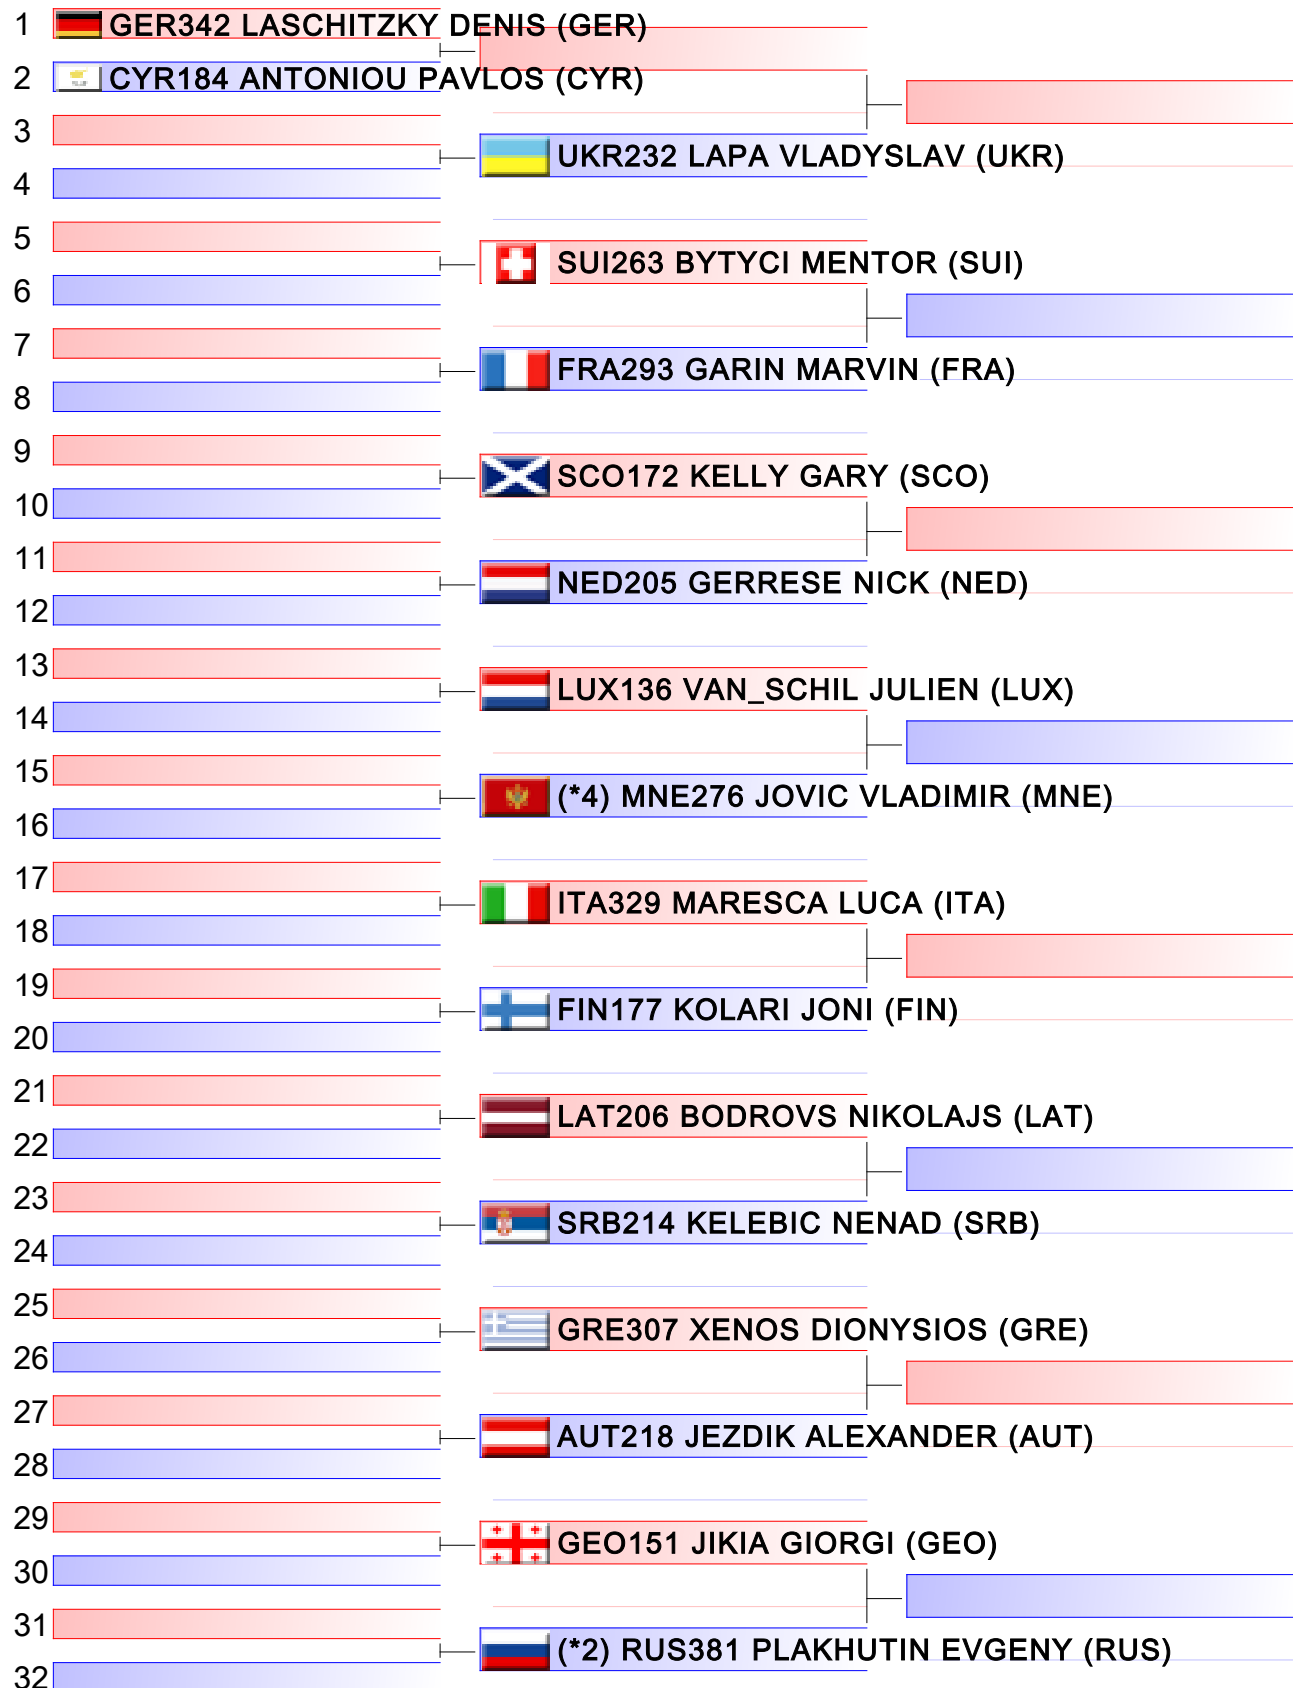 1 GER342 LASCHITZKY DENIS (GER)
2 CYR184 ANTONIOU PAVLOS (CYR)
3
UKR232 LAPA VLADYSLAV (UKR)
4
5
SUI263 BYTYCI MENTOR (SUI)
6
7
FRA293 GARIN MARVIN (FRA)
8
9
SCO172 KELLY GARY (SCO)
10
11
NED205 GERRESE NICK (NED)
12
13
LUX136 VAN_SCHIL JULIEN (LUX)
14
15
(*4) MNE276 JOVIC VLADIMIR (MNE)
16
17
ITA329 MARESCA LUCA (ITA)
18
19
FIN177 KOLARI JONI (FIN)
20
21
LAT206 BODROVS NIKOLAJS (LAT)
22
23
SRB214 KELEBIC NENAD (SRB)
24
25
GRE307 XENOS DIONYSIOS (GRE)
26
27
AUT218 JEZDIK ALEXANDER (AUT)
28
29
GEO151 JIKIA GIORGI (GEO)
30
31
(*2) RUS381 PLAKHUTIN EVGENY (RUS)
32